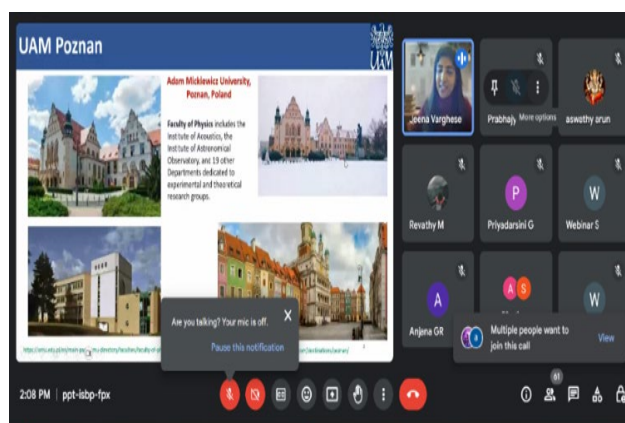 UAM Poznan
UAM
Adam Mickiewicz University,
Poznan, Poland
Faculty of Physics includes the
Institute of Acoustics, the
Institute of Astronomical
Observatory, and 19 other
Departments dedicated to
experimental and theoretical
research groups.
Jeena Varghese
More options
aswathy arun
Revathy M
P
Priyadarsini G
W
Webinar S
A
Anjana GR
A S
W
Are you talking? Your mic is off.
X
Pause this notification
Multiple people want to
join this call
View
a
61
2:08 PM | ppt-isbp-fpx